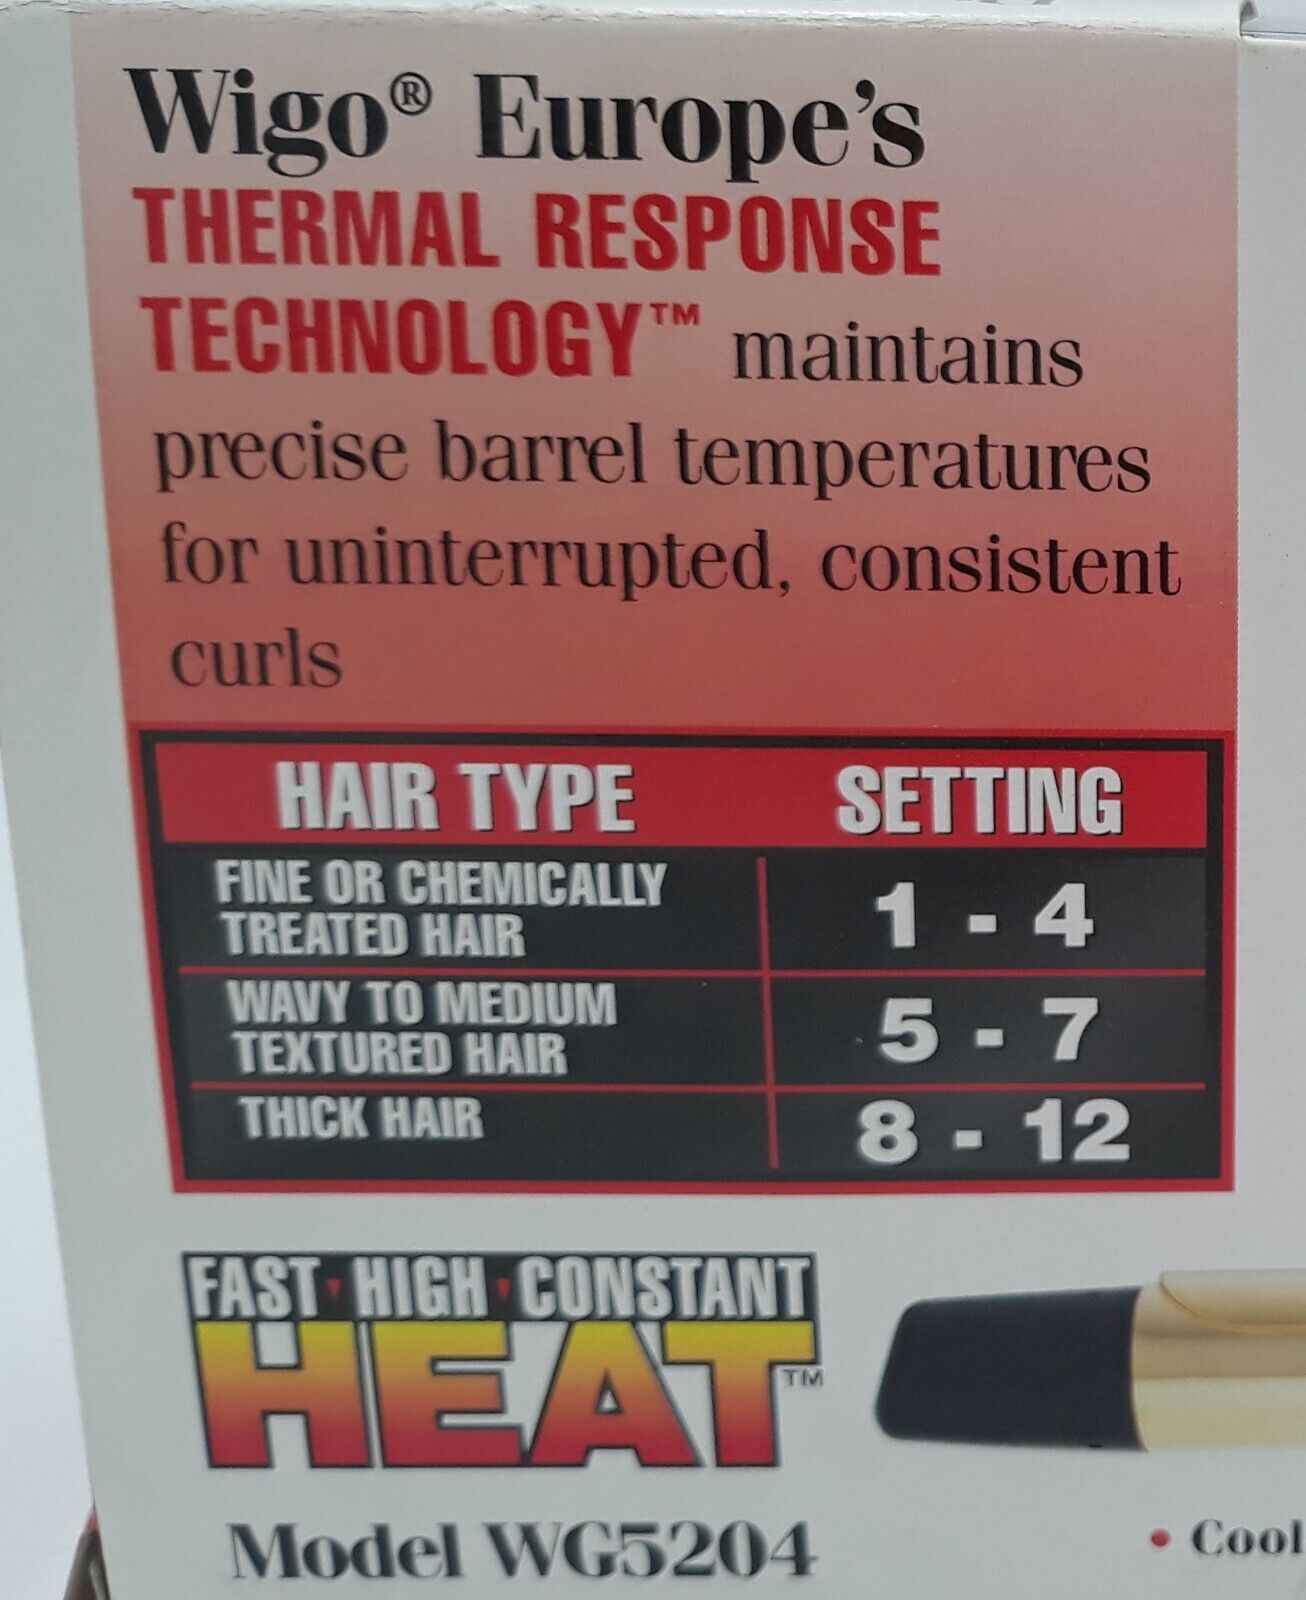 Wigo® Europe's
THERMAL RESPONSE
TECHNOLOGY™ maintains
precise barrel temperatures
for uninterrupted, consistent
curls
HAIR TYPE SETTING
FINE OR CHEMICALLY
TREATED HAIR
1 - 4
WAVY TO MEDIUM
TEXTURED HAIR
5 - 7
THICK HAIR
8 - 12
FAST HIGH CONSTANT
HEAT™
Model WG5204
• Cool